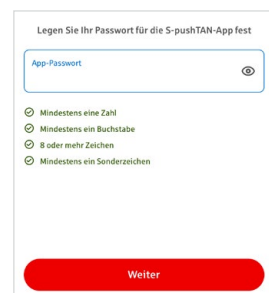 Legen Sie Ihr Passwort für die S-pushTAN-App fest
App-Passwort
Mindestens eine Zahl
Mindestens ein Buchstabe
8 oder mehr Zeichen
Mindestens ein Sonderzeichen
Weiter